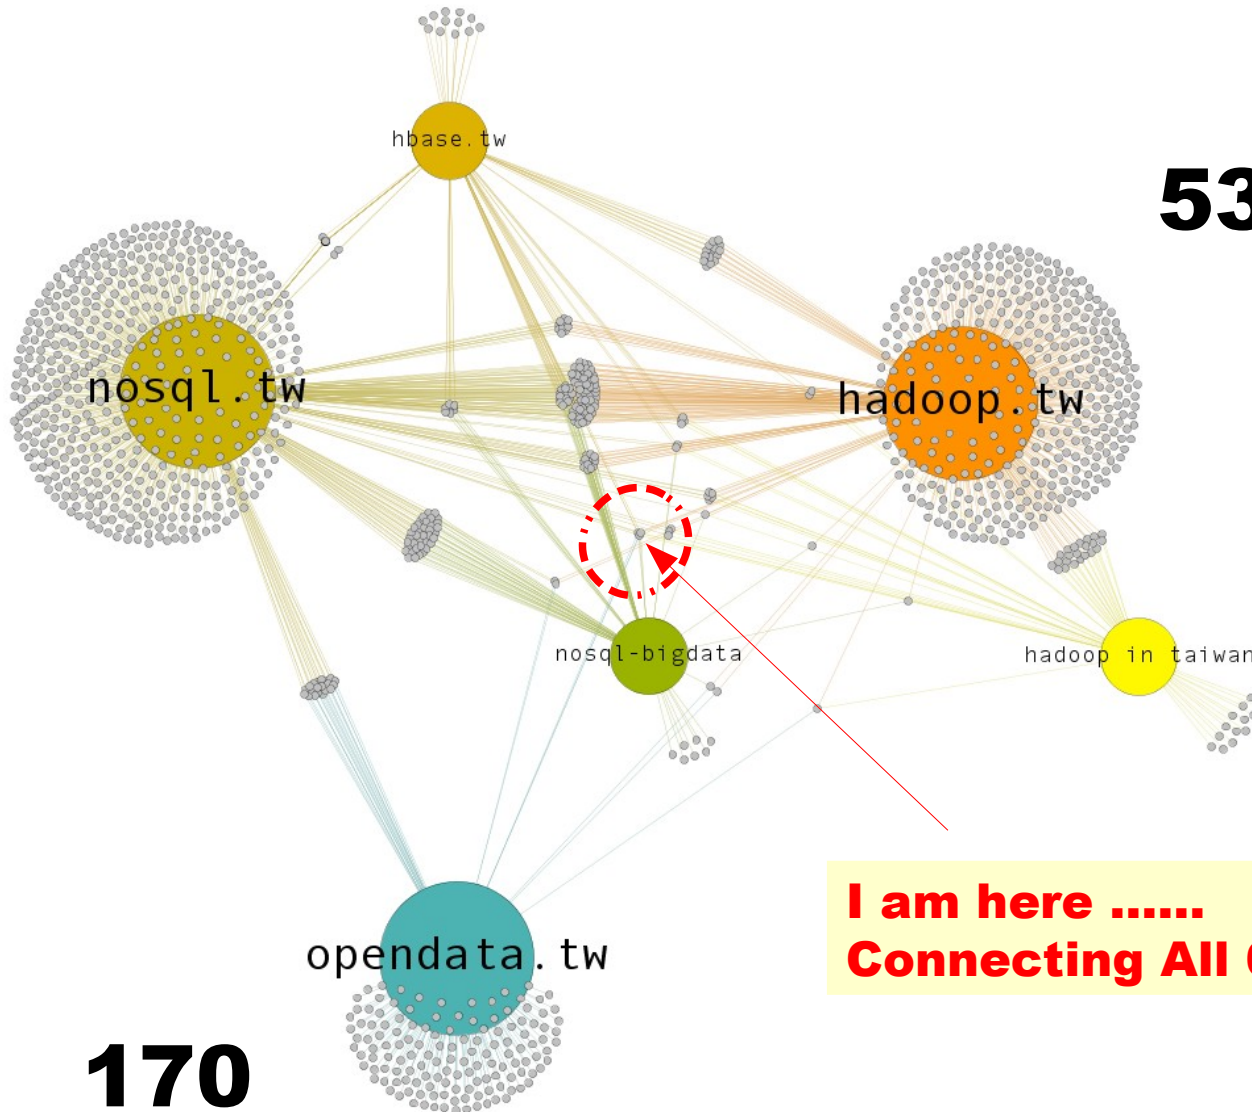 hbase.tw
53
nosql.tw
hadoop.tw
nosql-bigdata
hadoop in taiwan
I am here ......
Connecting All
opendata.tw
170